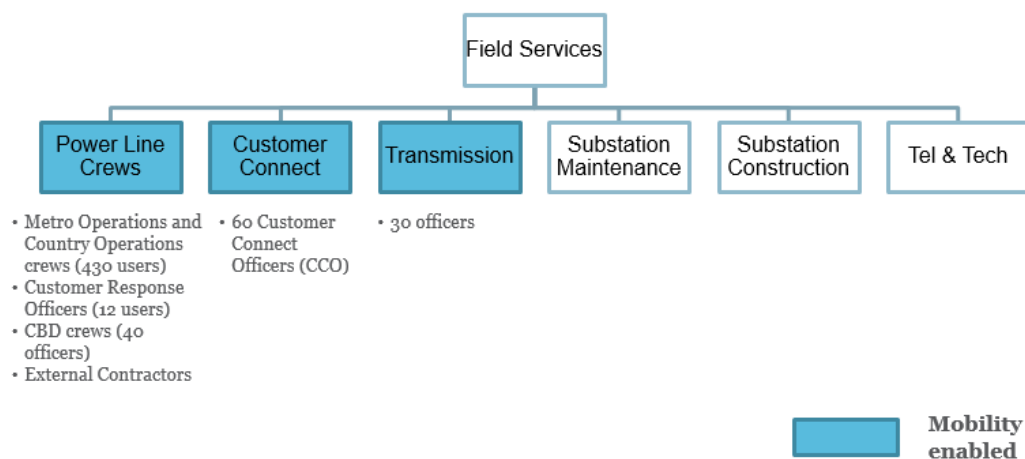 Field Services
Power Line
Crews
Customer
Connect
Transmission
Substation
Maintenance
Substation
Construction
Tel & Tech
• Metro Operations and
Country Operations
crews (430 users)
• Customer Response
Officers (12 users)
• CBD crews (40
officers)
• External Contractors
• 60 Customer
Connect
Officers (CCO)
• 30 officers
Mobility
enabled